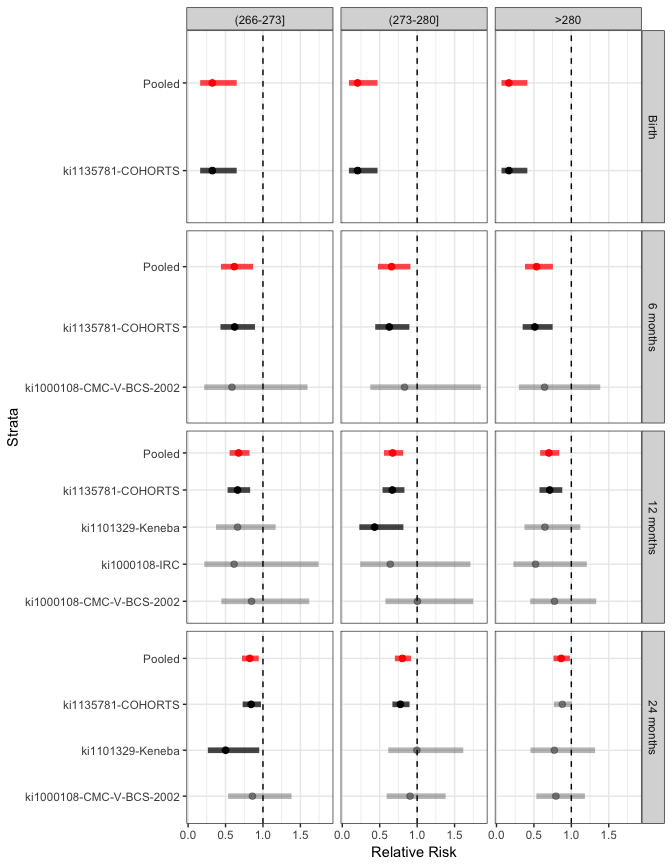 (266-273]
(273-280]
>280
Pooled
ki1135781-COHORTS
Birth
Pooled
ki1135781-COHORTS
ki1000108-CMC-V-BCS-2002
6 months
Strata
Pooled
ki1135781-COHORTS
ki1101329-Keneba
ki1000108-IRC
ki1000108-CMC-V-BCS-2002
12 months
Pooled
ki1135781-COHORTS
ki1101329-Keneba
ki1000108-CMC-V-BCS-2002
24 months
0.0 0.5 1.0 1.5 0.0 0.5 1.0 1.5 0.0 0.5 1.0 1.5
Relative Risk